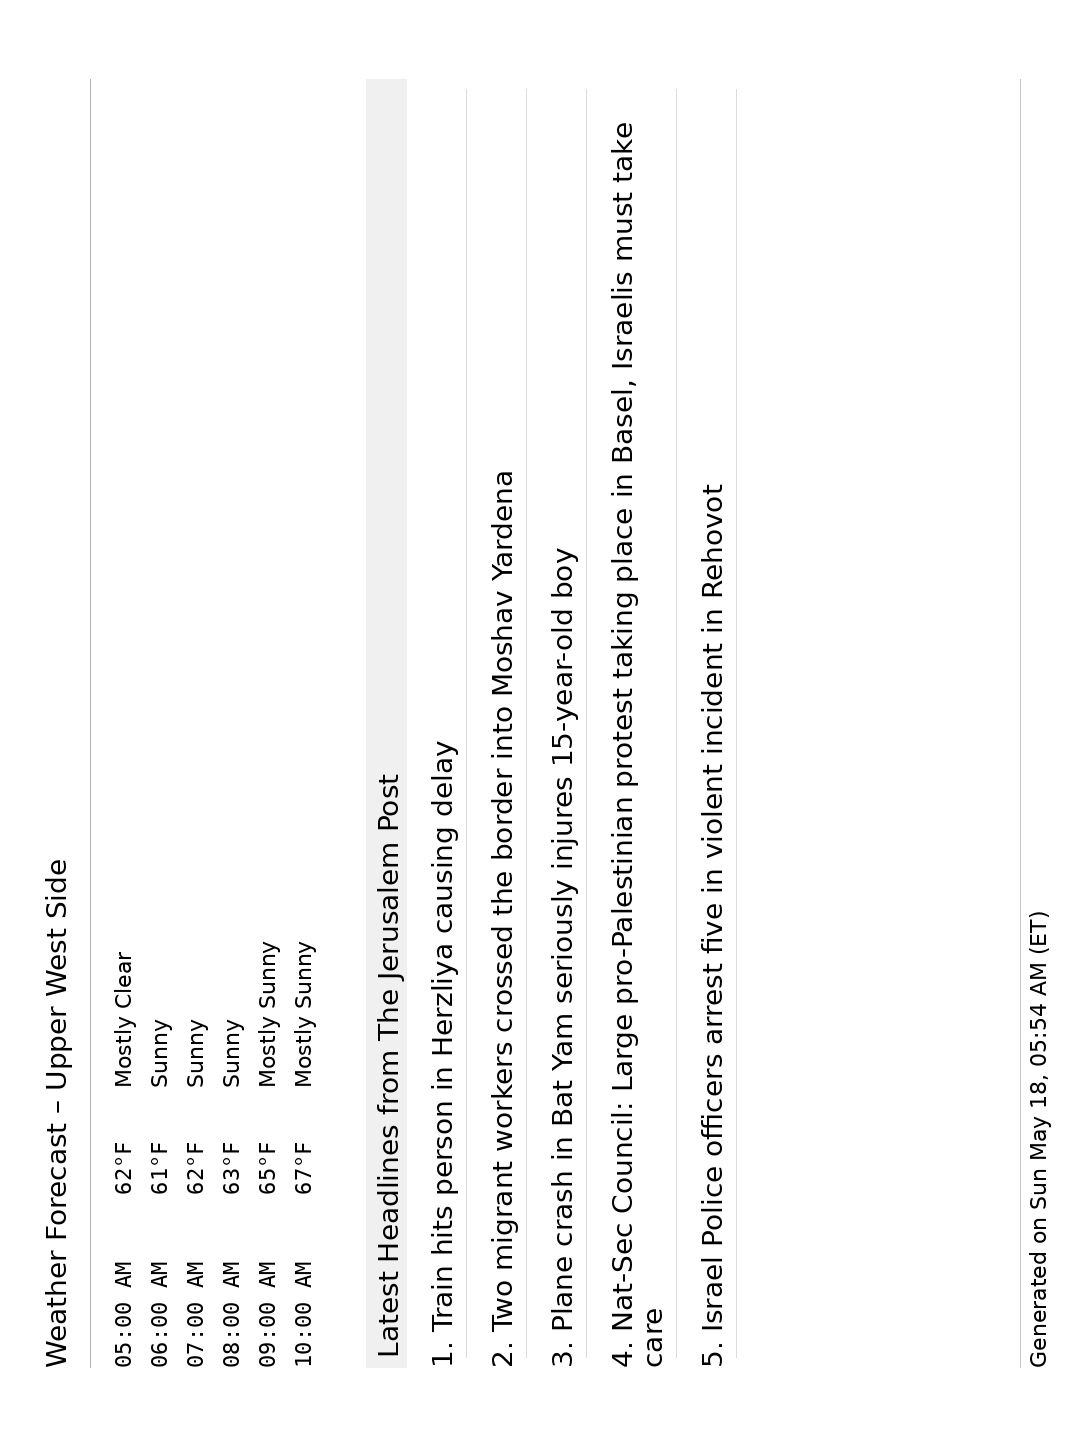 Weather Forecast – Upper West Side
05:00 AM 62°F Mostly Clear
06:00 AM 61°F Sunny
07:00 AM 62°F Sunny
08:00 AM 63°F Sunny
09:00 AM 65°F Mostly Sunny
10:00 AM 67°F Mostly Sunny
Latest Headlines from The Jerusalem Post
1. Train hits person in Herzliya causing delay
2. Two migrant workers crossed the border into Moshav Yardena
3. Plane crash in Bat Yam seriously injures 15-year-old boy
4. Nat-Sec Council: Large pro-Palestinian protest taking place in Basel, Israelis must take
care
5. Israel Police officers arrest five in violent incident in Rehovot
Generated on Sun May 18, 05:54 AM (ET)